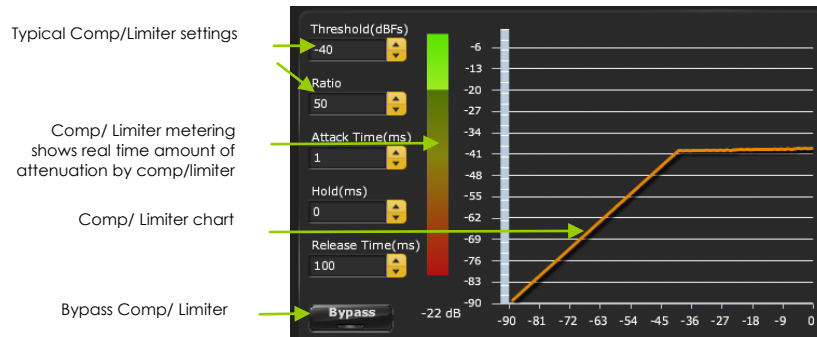 Typical Comp/Limiter settings
Comp/ Limiter metering
shows real time amount of
attenuation by comp/limiter
Comp/ Limiter chart
Bypass Comp/ Limiter
Threshold(dBFs)
-40
Ratio
50
Attack Time(ms)
1
Hold(ms)
0
Release Time(ms)
100
Bypass
-22 dB
-6
-13
-20
-27
-34
-41
-48
-55
-62
-69
-76
-83
-90
-90 -81 -72 -63 -54 -45 -36 -27 -18 -9 0